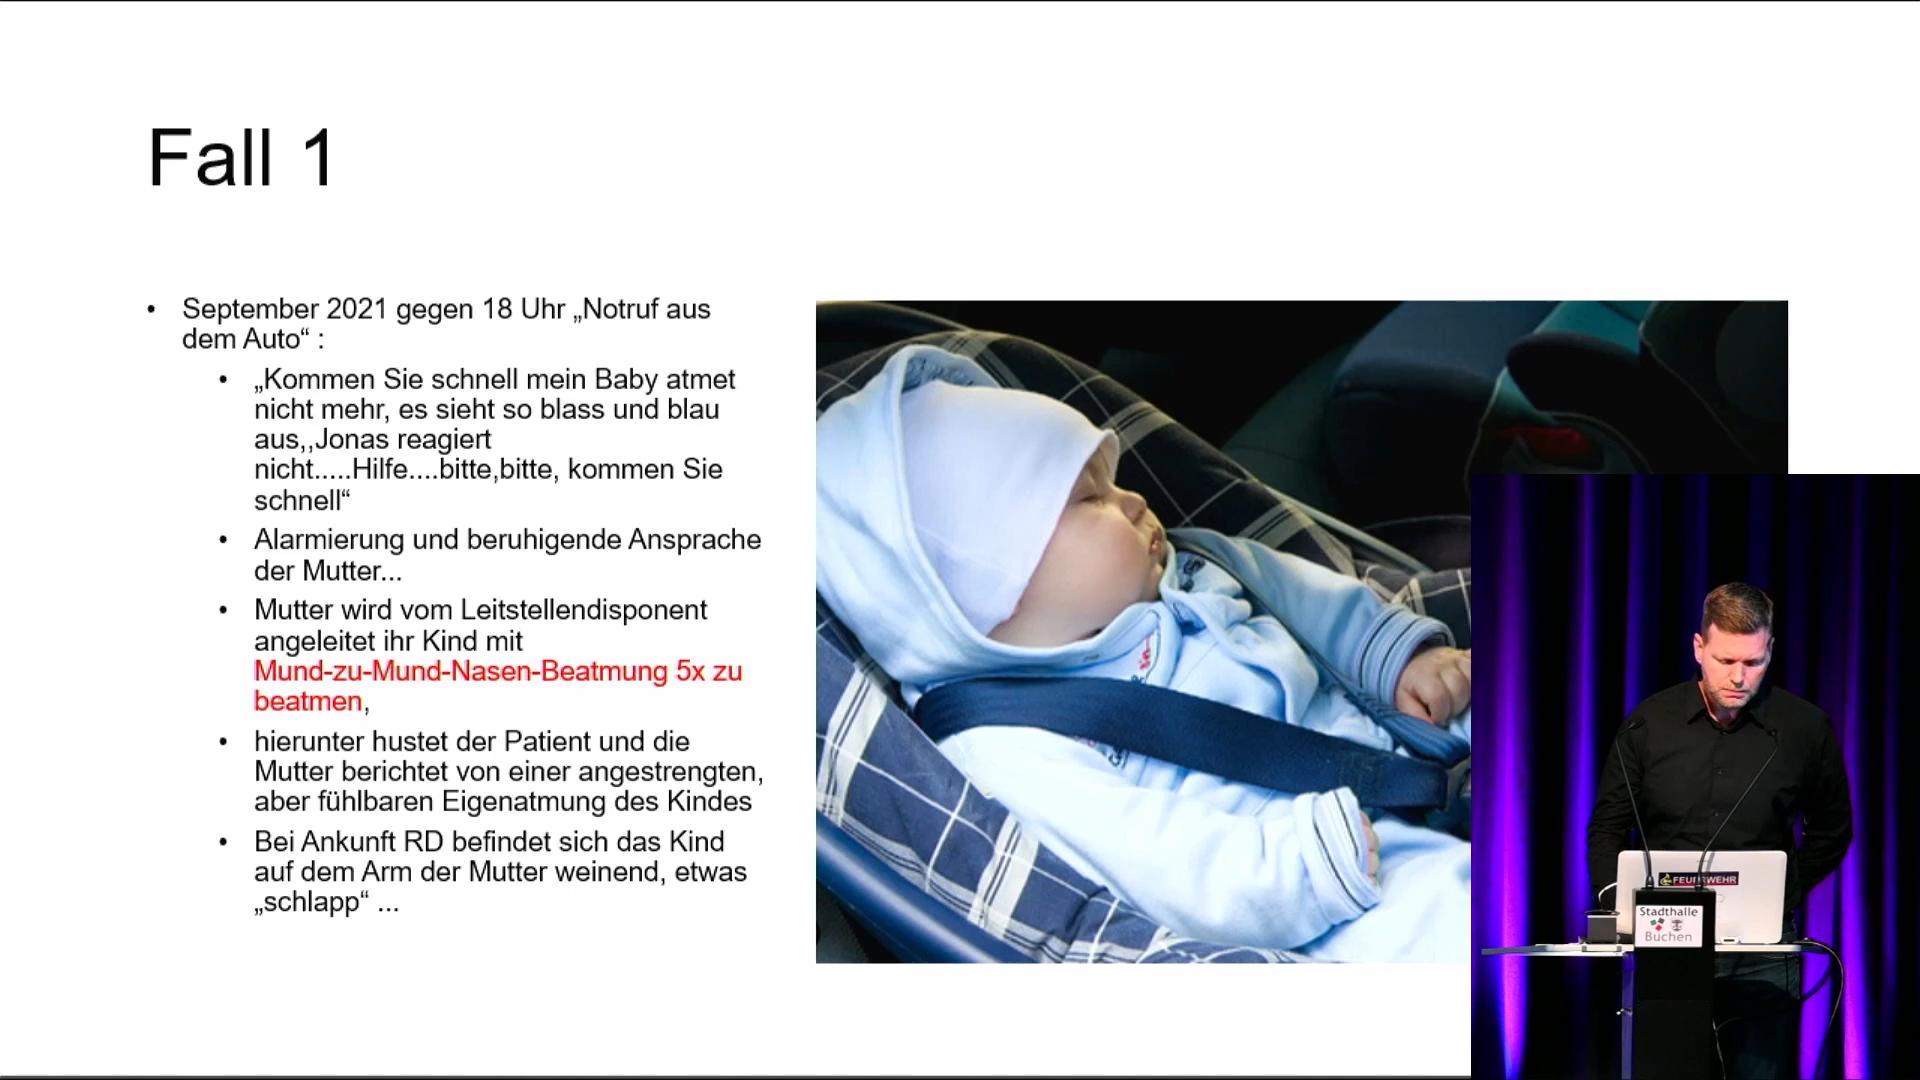 Fall 1
• September 2021 gegen 18 Uhr „Notruf aus
dem Auto“ :
• „Kommen Sie schnell mein Baby atmet
nicht mehr, es sieht so blass und blau
aus,,Jonas reagiert
nicht.....Hilfe....bitte,bitte, kommen Sie
schnell“
• Alarmierung und beruhigende Ansprache
der Mutter...
• Mutter wird vom Leitstellendisponent
angeleitet ihr Kind mit
Mund-zu-Mund-Nasen-Beatmung 5x zu
beatmen,
• hierunter hustet der Patient und die
Mutter berichtet von einer angestrengten,
aber fühlbaren Eigenatmung des Kindes
• Bei Ankunft RD befindet sich das Kind
auf dem Arm der Mutter weinend, etwas
„schlapp“ ...
FEUERWEHR
Stadthalle
Buchen